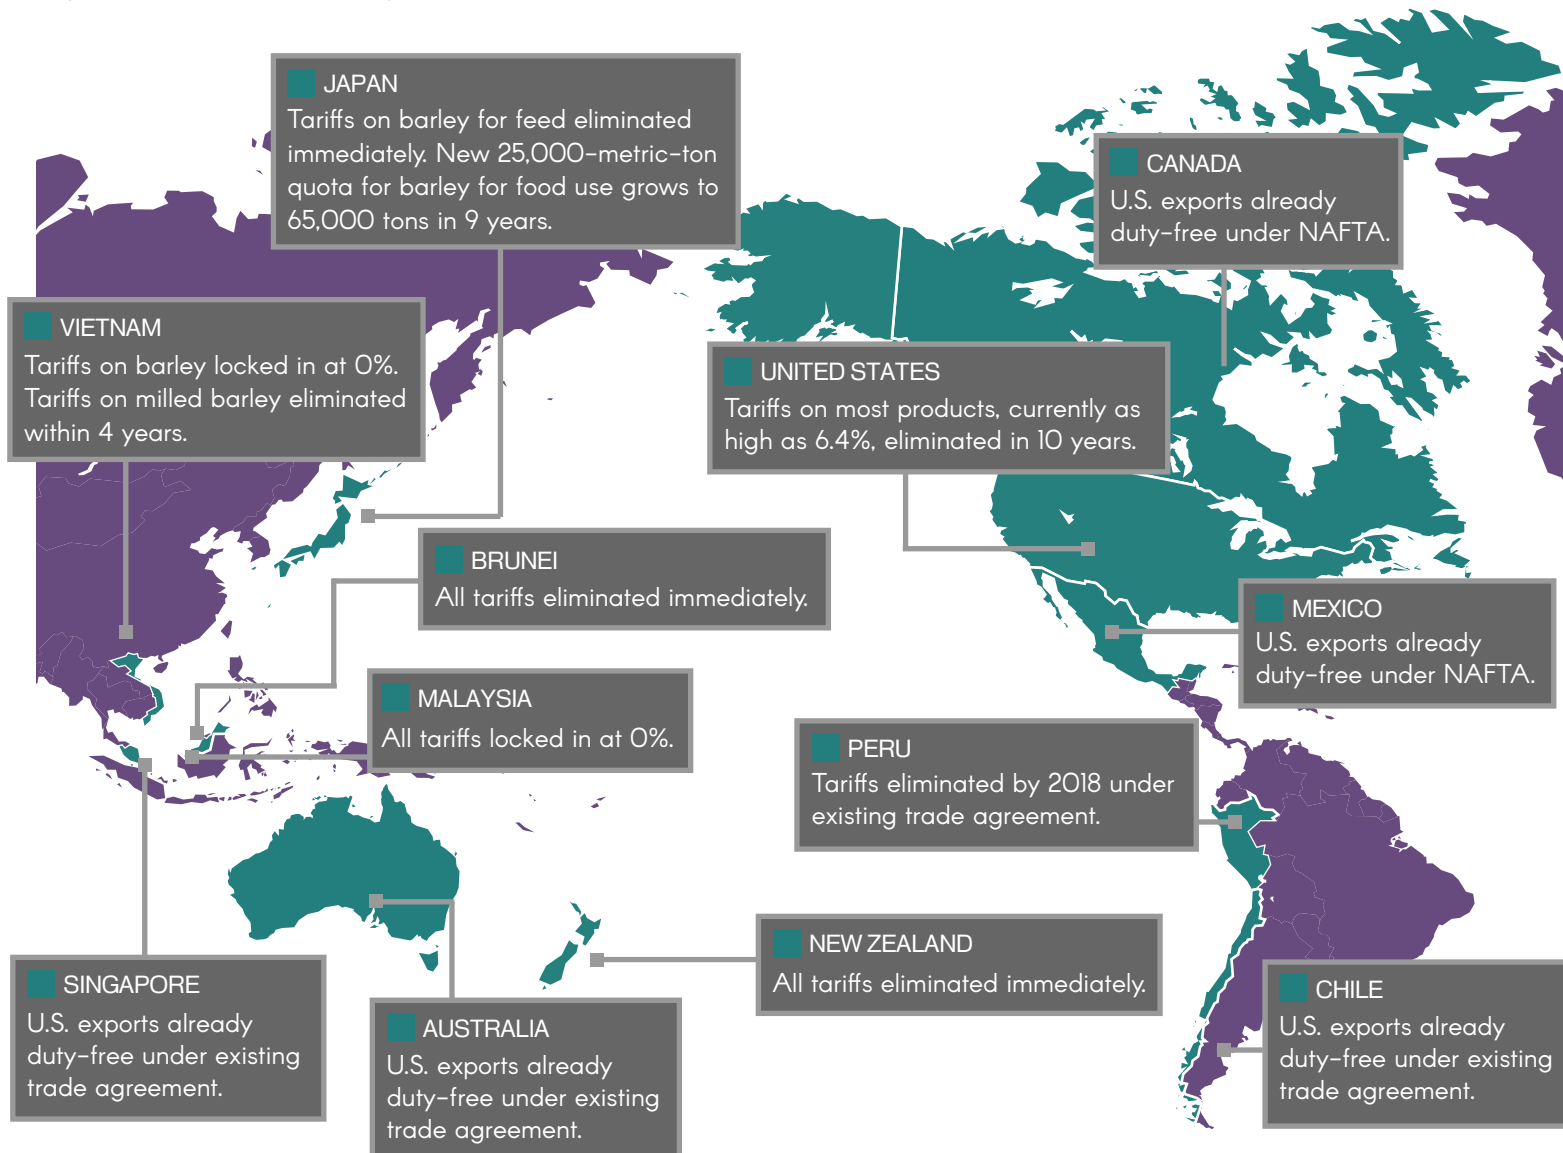 JAPAN
Tariffs on barley for feed eliminated
immediately. New 25,000-metric-ton
quota for barley for food use grows to
65,000 tons in 9 years.
CANADA
U.S. exports already
duty-free under NAFTA.
VIETNAM
Tariffs on barley locked in at 0%.
Tariffs on milled barley eliminated
within 4 years.
UNITED STATES
Tariffs on most products, currently as
high as 6.4%, eliminated in 10 years.
BRUNEI
All tariffs eliminated immediately.
MEXICO
U.S. exports already
duty-free under NAFTA.
MALAYSIA
All tariffs locked in at 0%.
PERU
Tariffs eliminated by 2018 under
existing trade agreement.
NEW ZEALAND
All tariffs eliminated immediately.
SINGAPORE
U.S. exports already
duty-free under existing
trade agreement.
AUSTRALIA
U.S. exports already
duty-free under existing
trade agreement.
CHILE
U.S. exports already
duty-free under existing
trade agreement.